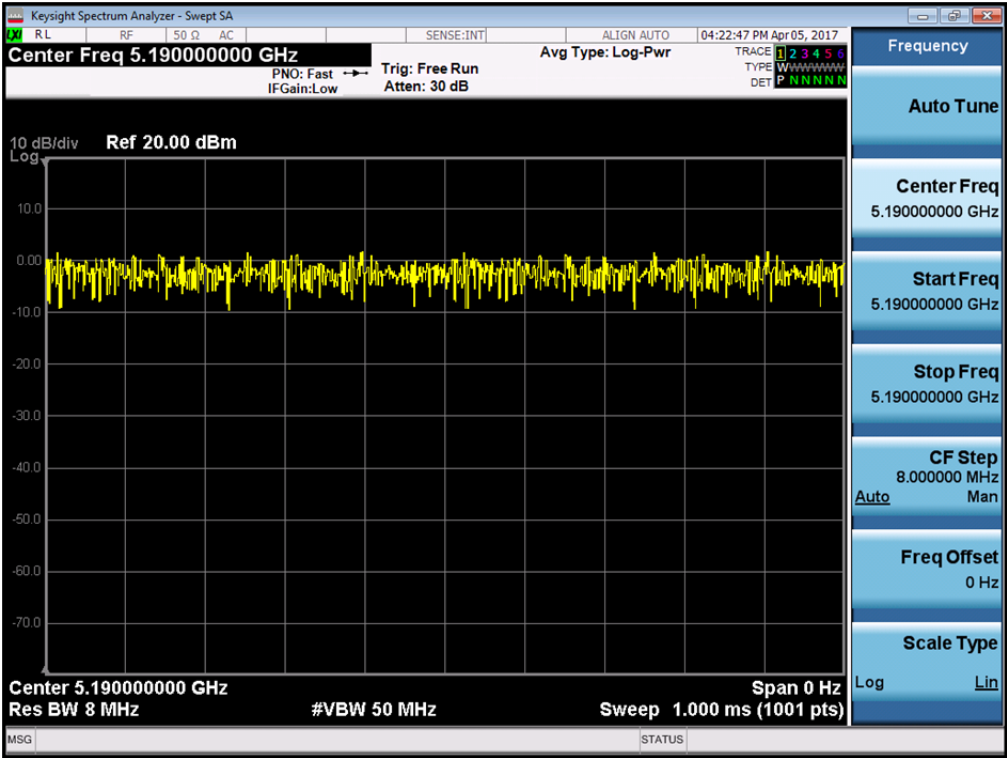 Keysight Spectrum Analyzer - Swept SA
LXI RL RF 50 Ω AC SENSE:INT ALIGN AUTO 04:22:47 PM Apr 05, 2017
Center Freq 5.190000000 GHz
PNO: Fast
IFGain:Low
Trig: Free Run
Atten: 30 dB
Avg Type: Log-Pwr
TRACE 1 2 3 4 5 6
TYPE WWWWWW
DET P N N N N N
10 dB/div Ref 20.00 dBm
Log
10.0
0.00
-10.0
-20.0
-30.0
-40.0
-50.0
-60.0
-70.0
Center 5.190000000 GHz Span 0 Hz
Res BW 8 MHz #VBW 50 MHz Sweep 1.000 ms (1001 pts)
MSG STATUS
Frequency
Auto Tune
Center Freq
5.190000000 GHz
Start Freq
5.190000000 GHz
Stop Freq
5.190000000 GHz
CF Step
8.000000 MHz
Auto Man
Freq Offset
0 Hz
Scale Type
Log Lin